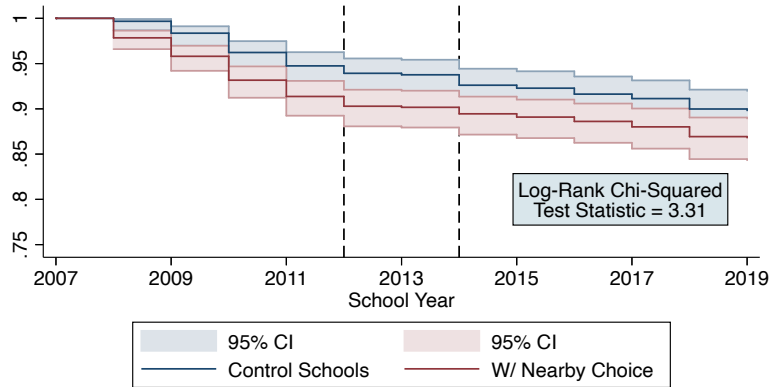 1
.95
.9
.85
.8
.75
2007 2009 2011 2013 2015 2017 2019
School Year
Log-Rank Chi-Squared
Test Statistic = 3.31
95% CI 95% CI
Control Schools W/ Nearby Choice